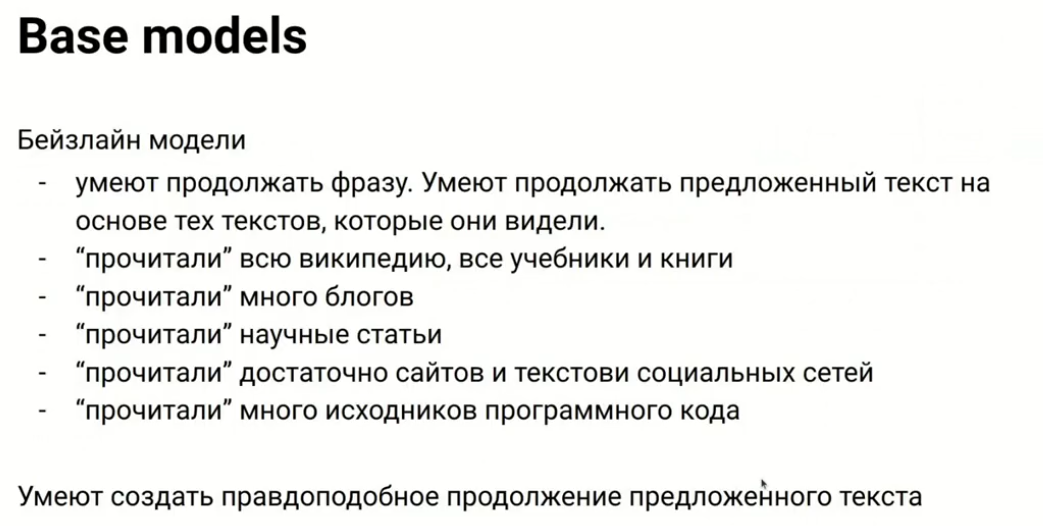 Base models
Бейзлайн модели
- умеют продолжать фразу. Умеют продолжать предложенный текст на
основе тех текстов, которые они видели.
- “прочитали” всю википедию, все учебники и книги
- “прочитали” много блогов
- “прочитали” научные статьи
- “прочитали” достаточно сайтов и текстови социальных сетей
- “прочитали” много исходников программного кода
Умеют создать правдоподобное продолжение предложенного текста